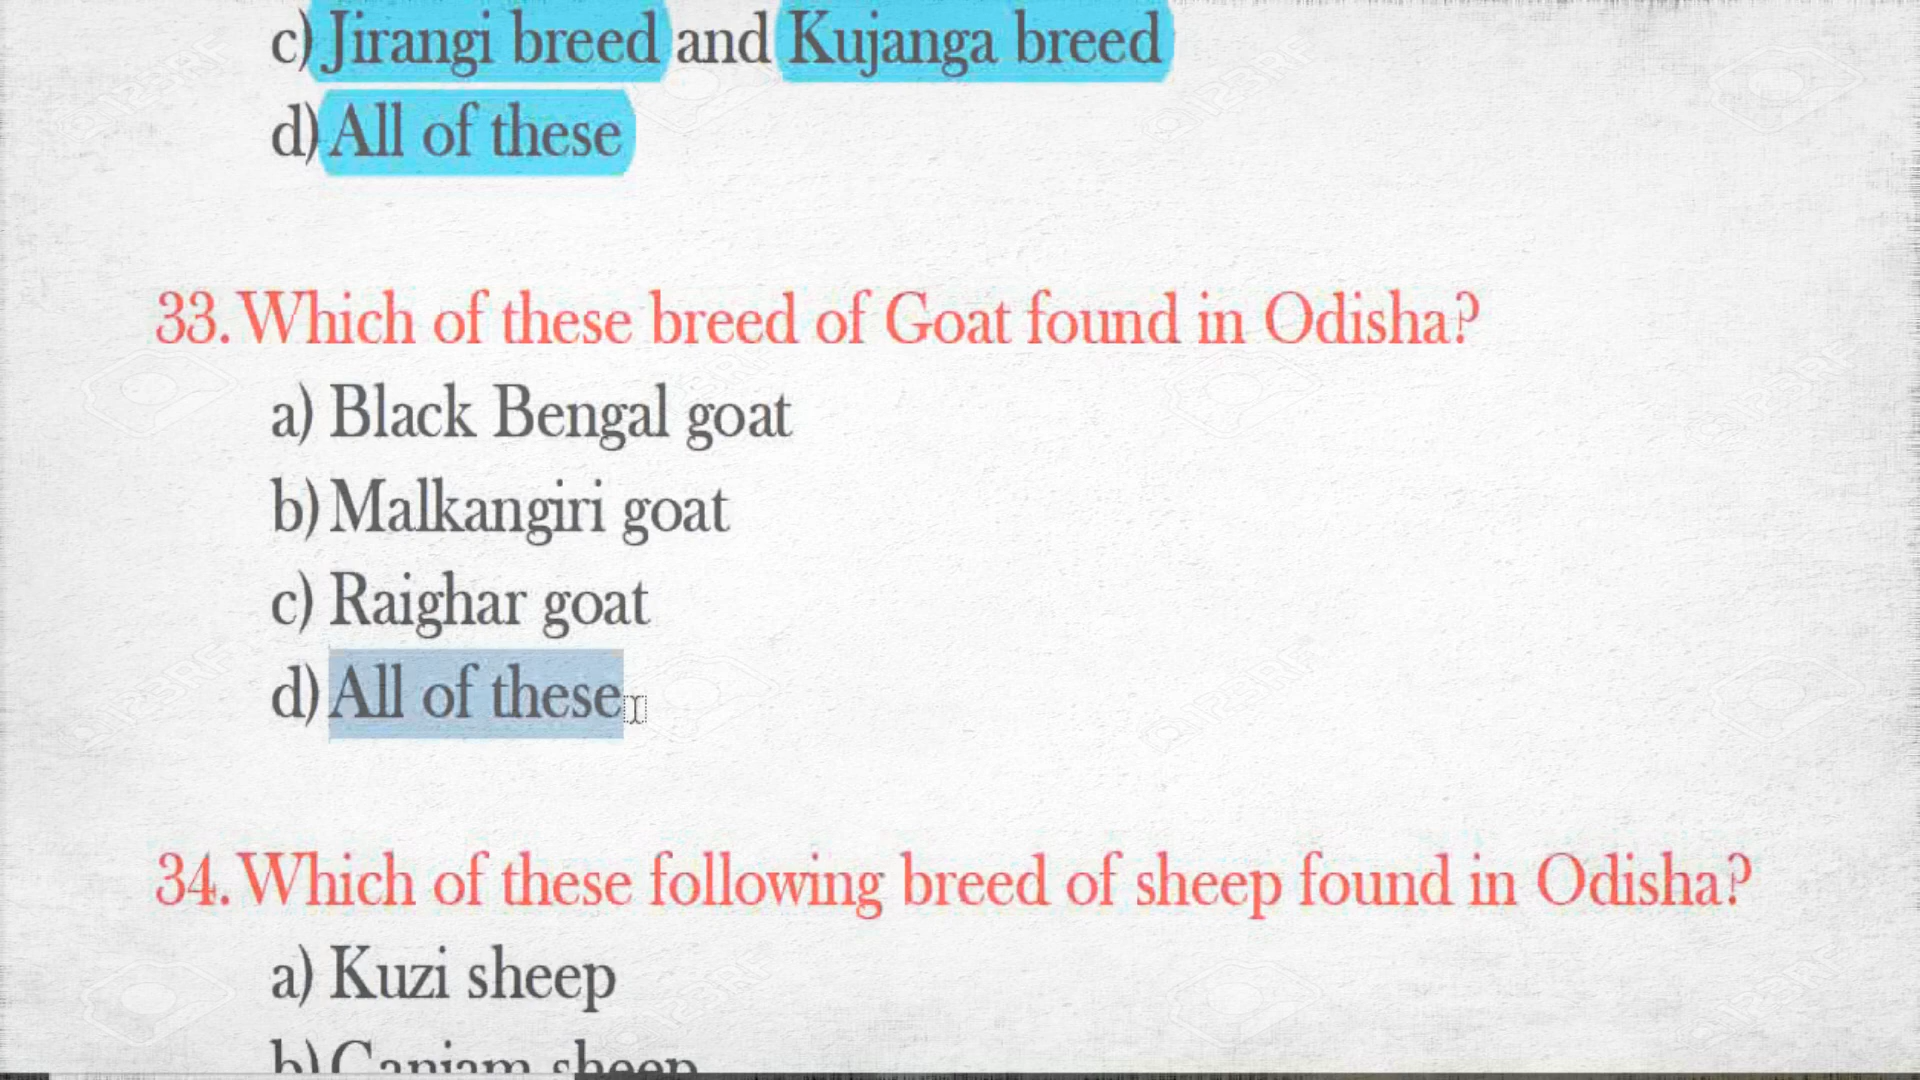 c) Jirangi breed and Kujanga breed
d) All of these
33. Which of these breed of Goat found in Odisha?
a) Black Bengal goat
b) Malkangiri goat
c) Raighar goat
d) All of these
34. Which of these following breed of sheep found in Odisha?
a) Kuzi sheep
b) Ganjam sheep